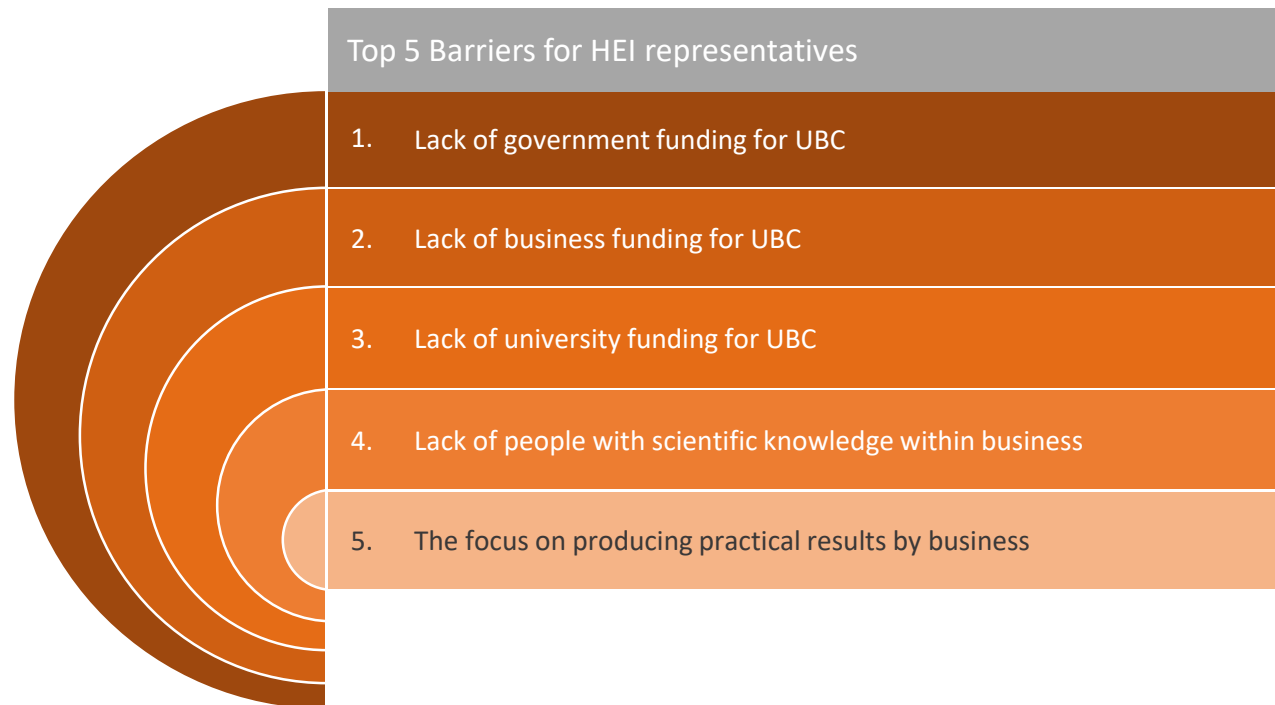 Top 5 Barriers for HEI representatives
1. Lack of government funding for UBC
2. Lack of business funding for UBC
3. Lack of university funding for UBC
4. Lack of people with scientific knowledge within business
5. The focus on producing practical results by business